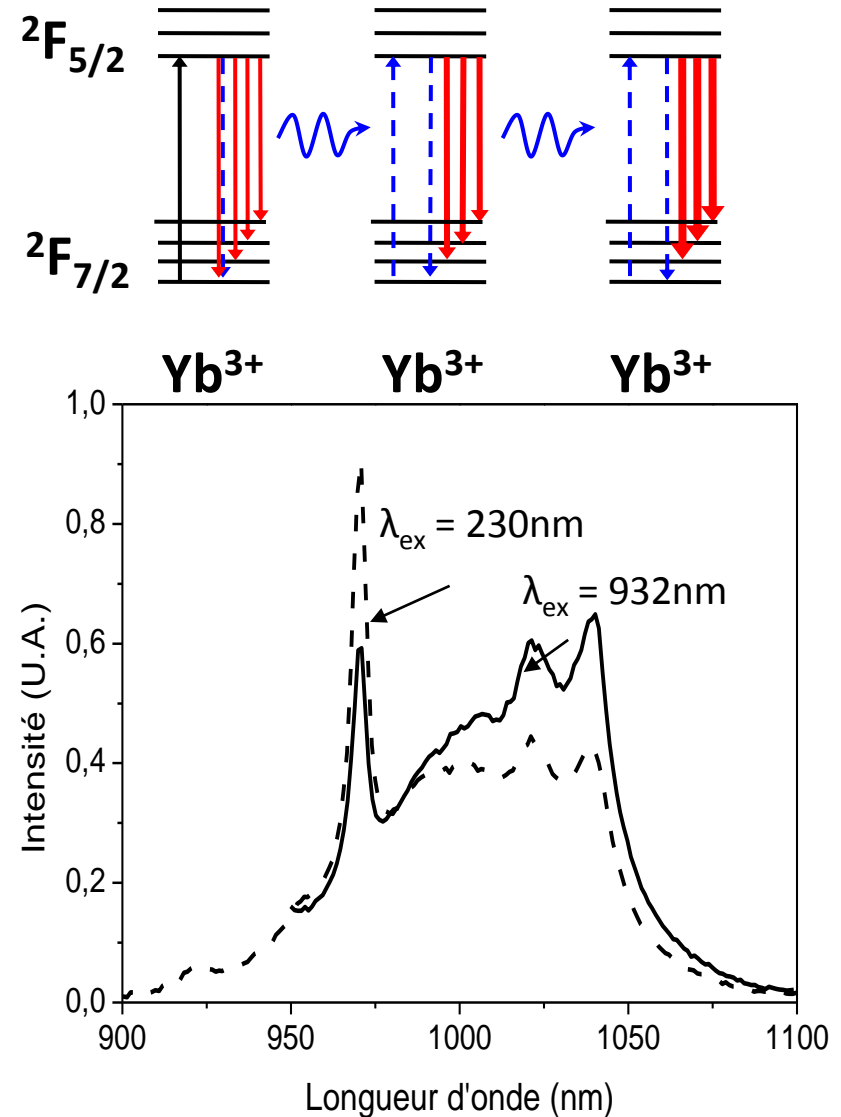 ²F₅/₂
²F₇/₂
Yb³⁺ Yb³⁺ Yb³⁺
1,0
0,8
0,6
0,4
0,2
0,0
Intensité (U.A.)
λₑₓ = 230nm
λₑₓ = 932nm
900 950 1000 1050 1100
Longueur d'onde (nm)